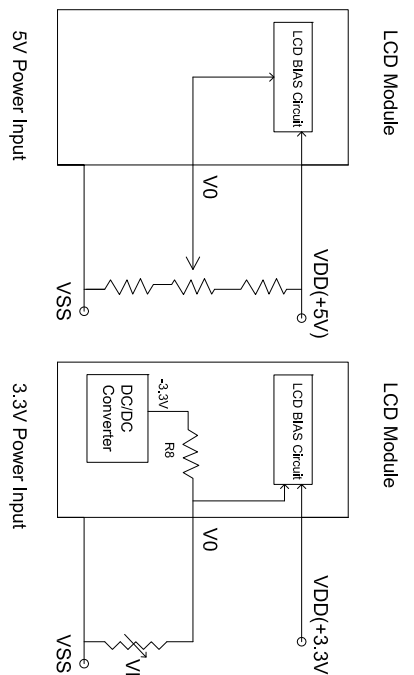 LCD Module
LCD BIAS Circuit
V0
VDD(+5V)
VSS
5V Power Input
LCD Module
LCD BIAS Circuit
DC/DC
Converter
-3.3V
R8
V0
VDD(+3.3V
VSS
3.3V Power Input